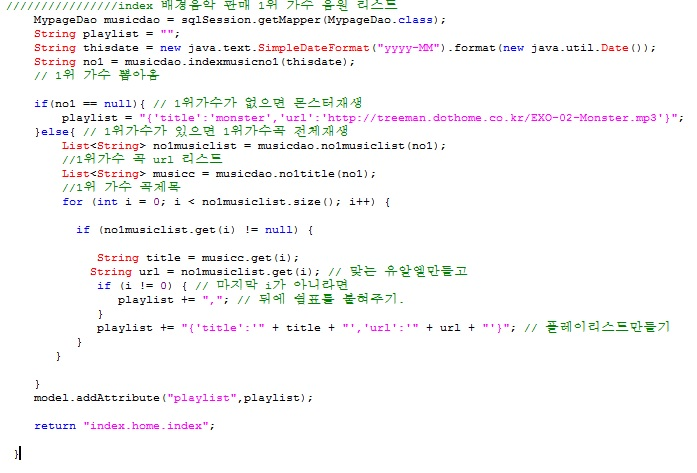 ////////////////index 배경음악 판매 1위 가수 음원 리스트
MypageDao musicdao = sqlSession.getMapper(MypageDao.class);
String playlist = "";
String thisdate = new java.text.SimpleDateFormat("yyyy-MM").format(new java.util.Date());
String no1 = musicdao.indexmusicno1(thisdate);
// 1위 가수 뽑아옴
if(no1 == null){ // 1위가수가 없으면 몬스터재생
playlist = "{'title':'monster','url':'http://treeman.dothome.co.kr/EXO-02-Monster.mp3'}";
}else{ // 1위가수가 있으면 1위가수곡 전체재생
List<String> no1musiclist = musicdao.no1musiclist(no1);
//1위가수 곡 url 리스트
List<String> musicc = musicdao.no1title(no1);
//1위 가수 곡제목
for (int i = 0; i < no1musiclist.size(); i++) {
if (no1musiclist.get(i) != null) {
String title = musicc.get(i);
String url = no1musiclist.get(i); // 맞는 유알엘만들고
if (i != 0) { // 마지막 i가 아니라면
playlist += ","; // 뒤에 쉼표를 붙혀주기.
}
playlist += "{'title':'" + title + "','url':'" + url + "'}"; // 플레이리스트만들기
}
}
}
model.addAttribute("playlist",playlist);
return "index.home.index";
}